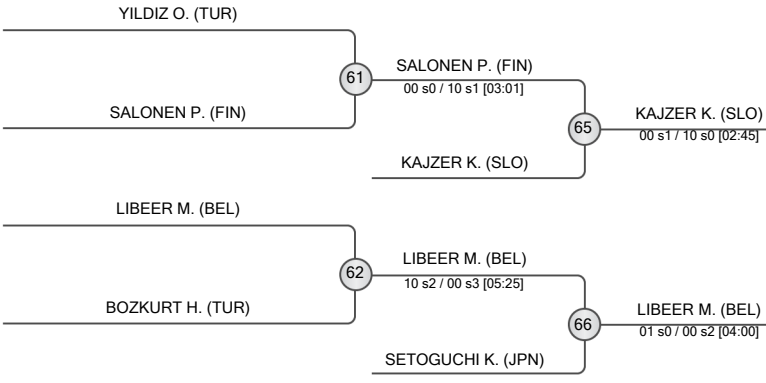 YILDIZ O. (TUR)
61
SALONEN P. (FIN)
00 s0 / 10 s1 [03:01]
SALONEN P. (FIN)
65
KAJZER K. (SLO)
00 s1 / 10 s0 [02:45]
KAJZER K. (SLO)
LIBEER M. (BEL)
62
LIBEER M. (BEL)
10 s2 / 00 s3 [05:25]
BOZKURT H. (TUR)
66
LIBEER M. (BEL)
01 s0 / 00 s2 [04:00]
SETOGUCHI K. (JPN)